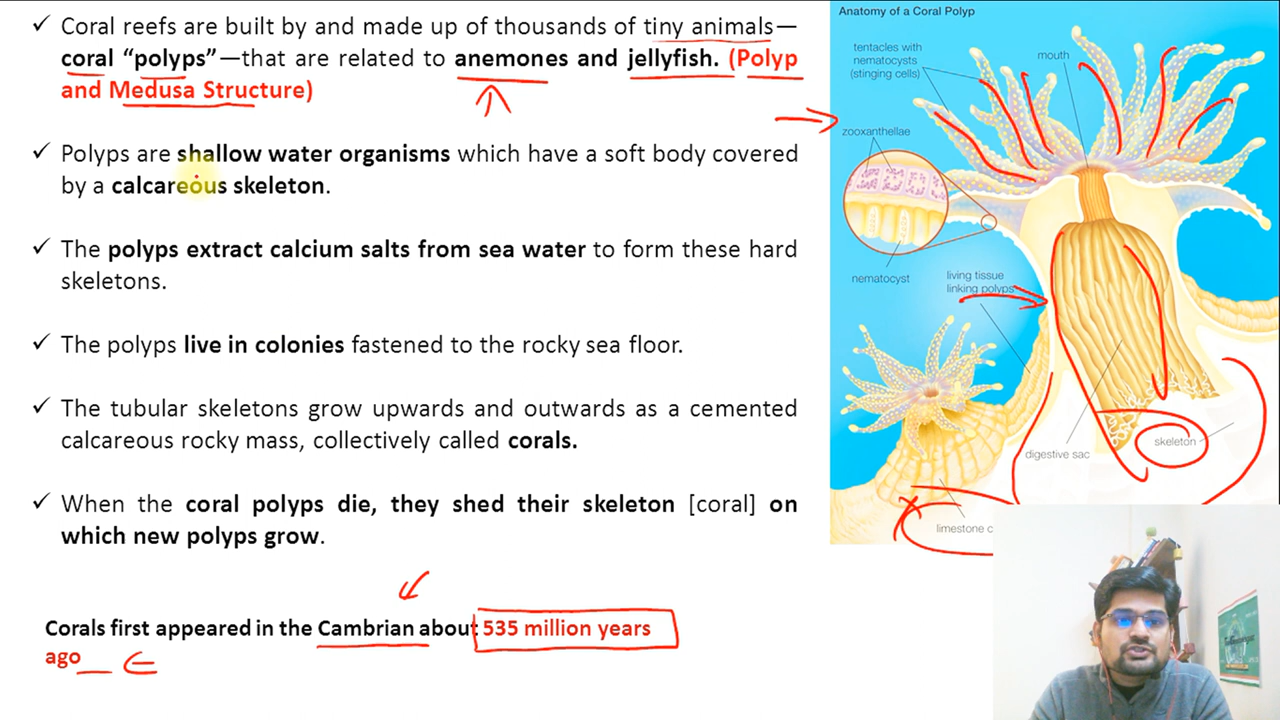 ✓ Coral reefs are built by and made up of thousands of tiny animals—
coral “polyps”—that are related to anemones and jellyfish. (Polyp
and Medusa Structure)
✓ Polyps are shallow water organisms which have a soft body covered
by a calcareous skeleton.
✓ The polyps extract calcium salts from sea water to form these hard
skeletons.
✓ The polyps live in colonies fastened to the rocky sea floor.
✓ The tubular skeletons grow upwards and outwards as a cemented
calcareous rocky mass, collectively called corals.
✓ When the coral polyps die, they shed their skeleton [coral] on
which new polyps grow.
Corals first appeared in the Cambrian about 535 million years
ago
Anatomy of a Coral Polyp
tentacles with
nematocysts
(stinging cells)
mouth
zooxanthellae
nematocyst
living tissue
linking polyps
digestive sac
skeleton
limestone c